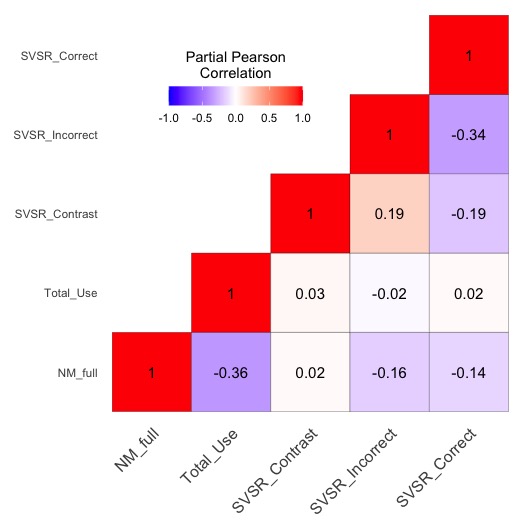 SVSR_Correct
Partial Pearson
Correlation
-1.0 -0.5 0.0 0.5 1.0
1
SVSR_Incorrect
1 -0.34
SVSR_Contrast
1 0.19 -0.19
Total_Use
1 0.03 -0.02 0.02
NM_full
1 -0.36 0.02 -0.16 -0.14
NM_full Total_Use SVSR_Contrast SVSR_Incorrect SVSR_Correct